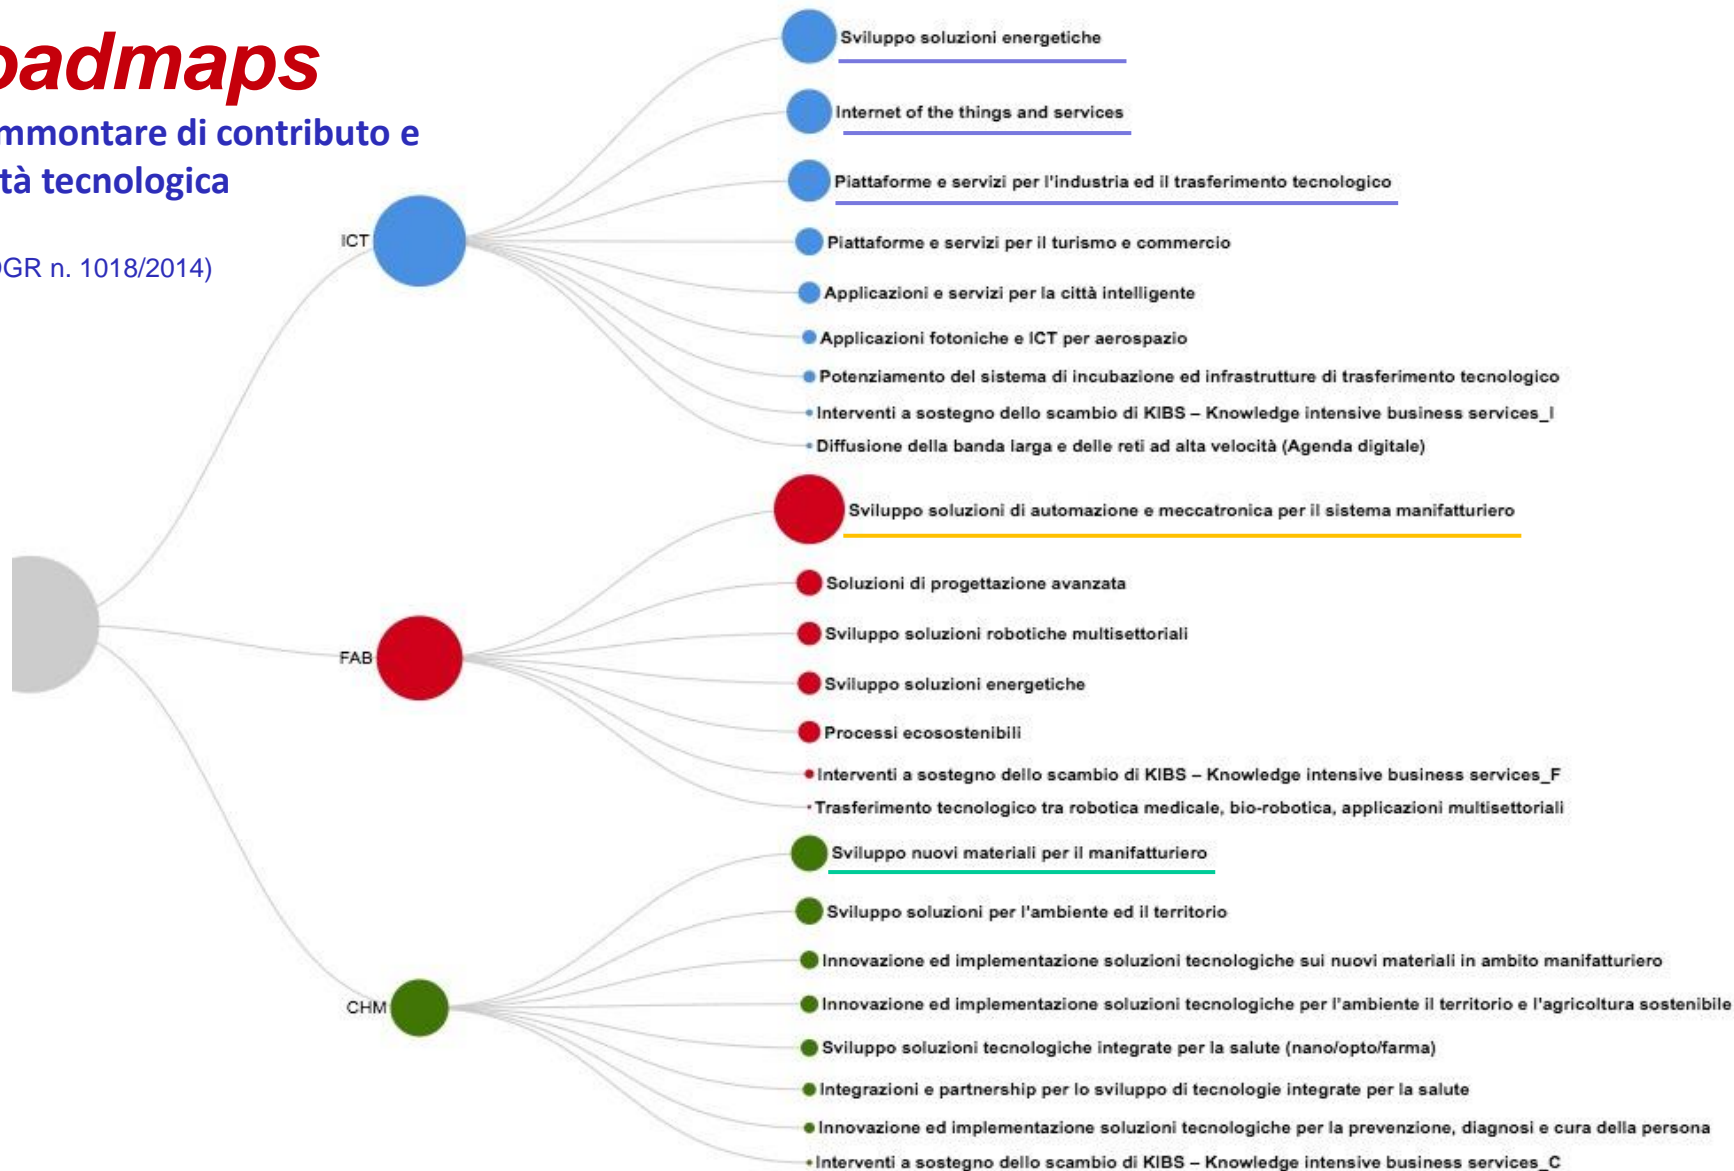 oadmaps
mmontare di contributo e
tà tecnologica
GR n. 1018/2014)
Sviluppo soluzioni energetiche
Internet of the things and services
Piattaforme e servizi per l'industria ed il trasferimento tecnologico
ICT
Piattaforme e servizi per il turismo e commercio
Applicazioni e servizi per la città intelligente
Applicazioni fotoniche e ICT per aerospazio
Potenziamento del sistema di incubazione ed infrastrutture di trasferimento tecnologico
Interventi a sostegno dello scambio di KIBS – Knowledge intensive business services_I
Diffusione della banda larga e delle reti ad alta velocità (Agenda digitale)
Sviluppo soluzioni di automazione e meccatronica per il sistema manifatturiero
Soluzioni di progettazione avanzata
Sviluppo soluzioni robotiche multisettoriali
FAB
Sviluppo soluzioni energetiche
Processi ecosostenibili
Interventi a sostegno dello scambio di KIBS – Knowledge intensive business services_F
Trasferimento tecnologico tra robotica medicale, bio-robotica, applicazioni multisettoriali
Sviluppo nuovi materiali per il manifatturiero
Sviluppo soluzioni per l'ambiente ed il territorio
Innovazione ed implementazione soluzioni tecnologiche sui nuovi materiali in ambito manifatturiero
CHM
Innovazione ed implementazione soluzioni tecnologiche per l'ambiente il territorio e l'agricoltura sostenibile
Sviluppo soluzioni tecnologiche integrate per la salute (nano/opto/farma)
Integrazioni e partnership per lo sviluppo di tecnologie integrate per la salute
Innovazione ed implementazione soluzioni tecnologiche per la prevenzione, diagnosi e cura della persona
Interventi a sostegno dello scambio di KIBS – Knowledge intensive business services_C